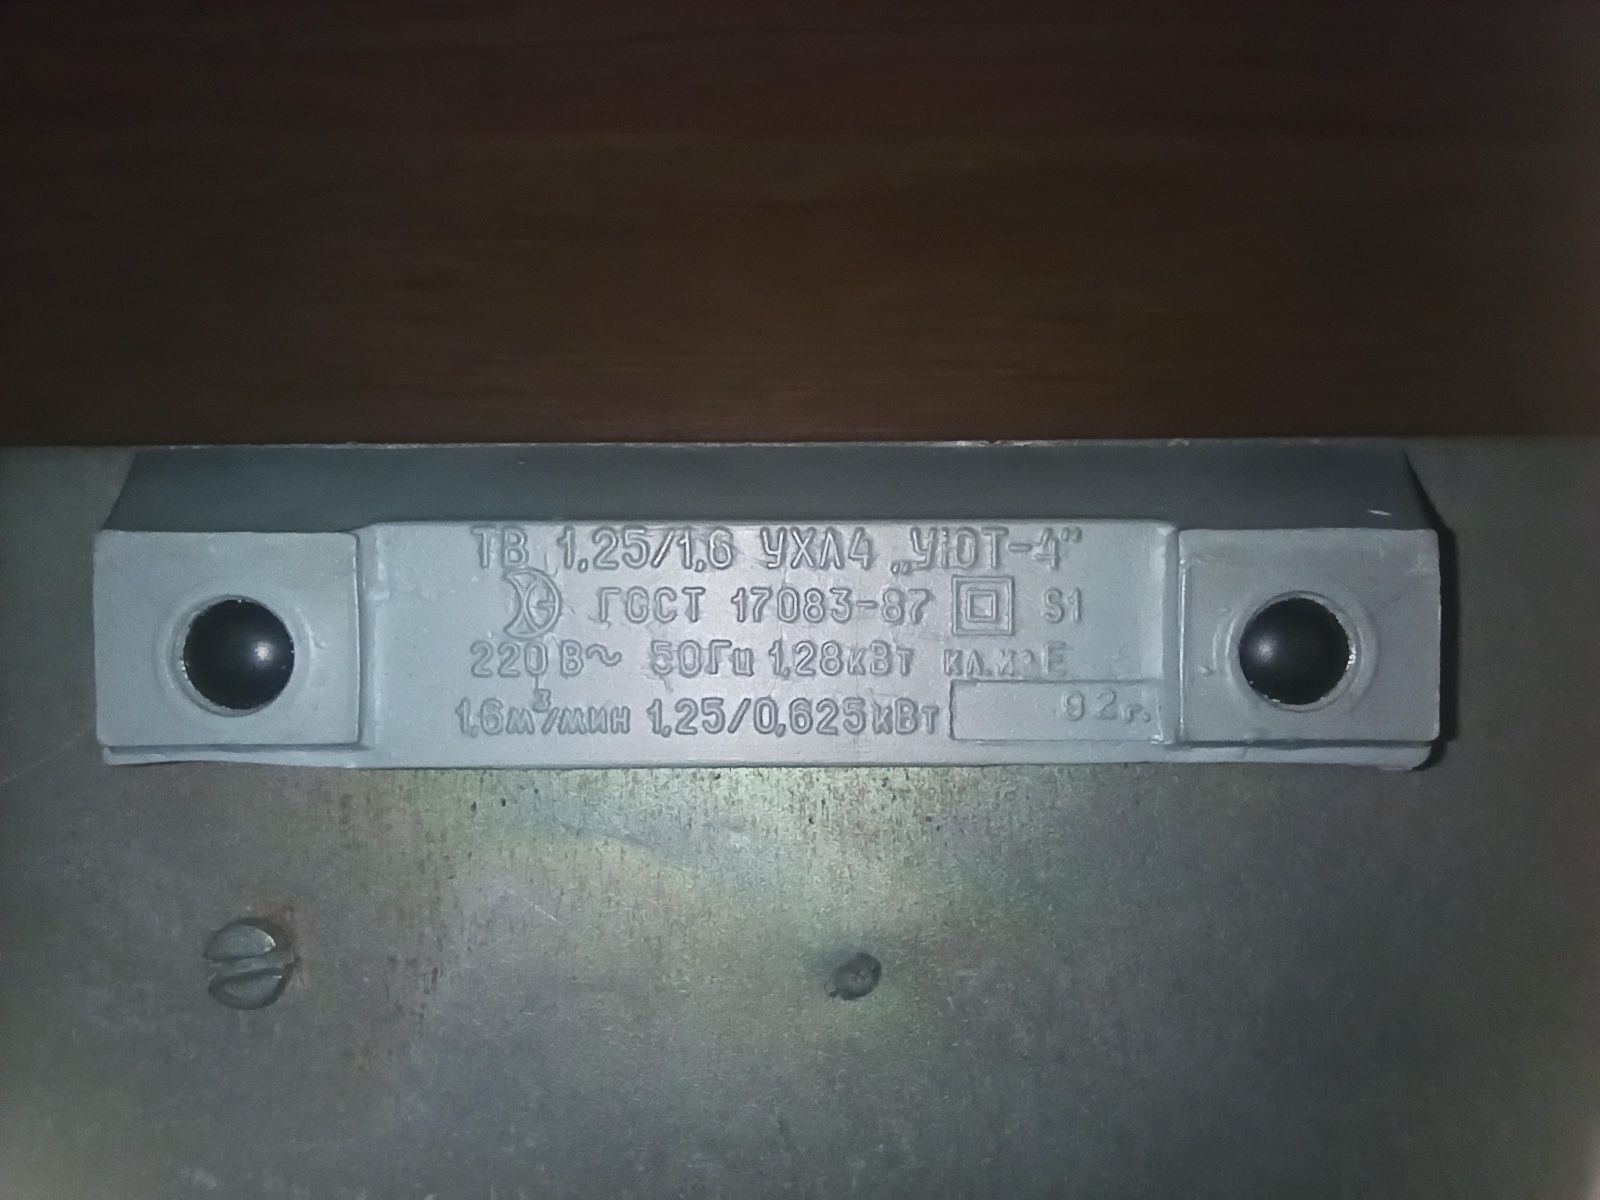 ТВ 1,25/1,6 УХЛ4 „УЮТ-4"
ГОСТ 17083-87 S1
220 В~ 50Гц 1,28кВт кл. Е
1,6м³/мин 1,25/0,625кВт 92г.